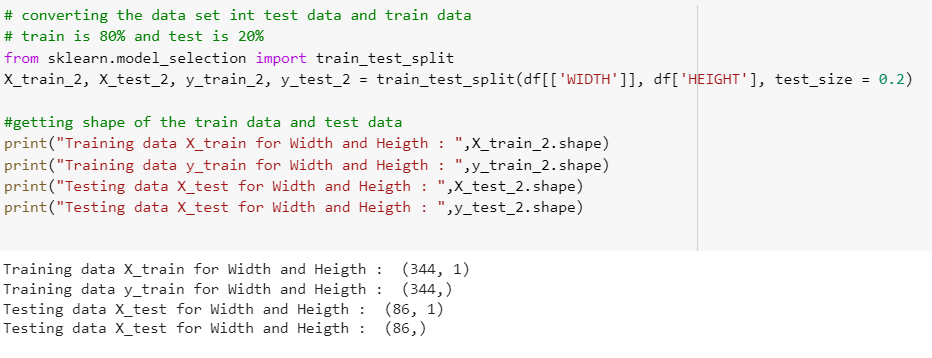 # converting the data set int test data and train data
# train is 80% and test is 20%
from sklearn.model_selection import train_test_split
X_train_2, X_test_2, y_train_2, y_test_2 = train_test_split(df[['WIDTH']], df['HEIGHT'], test_size = 0.2)
#getting shape of the train data and test data
print("Training data X_train for Width and Heigth : ",X_train_2.shape)
print("Training data y_train for Width and Heigth : ",y_train_2.shape)
print("Testing data X_test for Width and Heigth : ",X_test_2.shape)
print("Testing data X_test for Width and Heigth : ",y_test_2.shape)
Training data X_train for Width and Heigth :  (344, 1)
Training data y_train for Width and Heigth :  (344,)
Testing data X_test for Width and Heigth :  (86, 1)
Testing data X_test for Width and Heigth :  (86,)